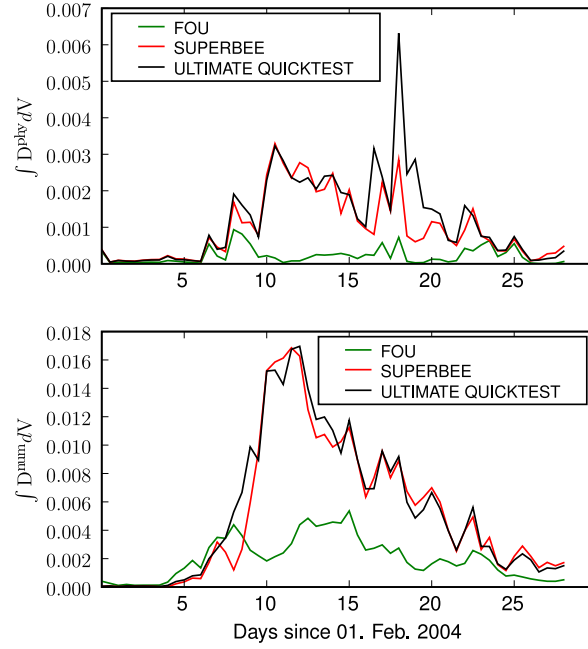 0.007
0.006
0.005
0.004
0.003
0.002
0.001
0.000
∫ D^phy dV
FOU
SUPERBEE
ULTIMATE QUICKTEST
5 10 15 20 25
0.018
0.016
0.014
0.012
0.010
0.008
0.006
0.004
0.002
0.000
∫ D^num dV
FOU
SUPERBEE
ULTIMATE QUICKTEST
5 10 15 20 25
Days since 01. Feb. 2004